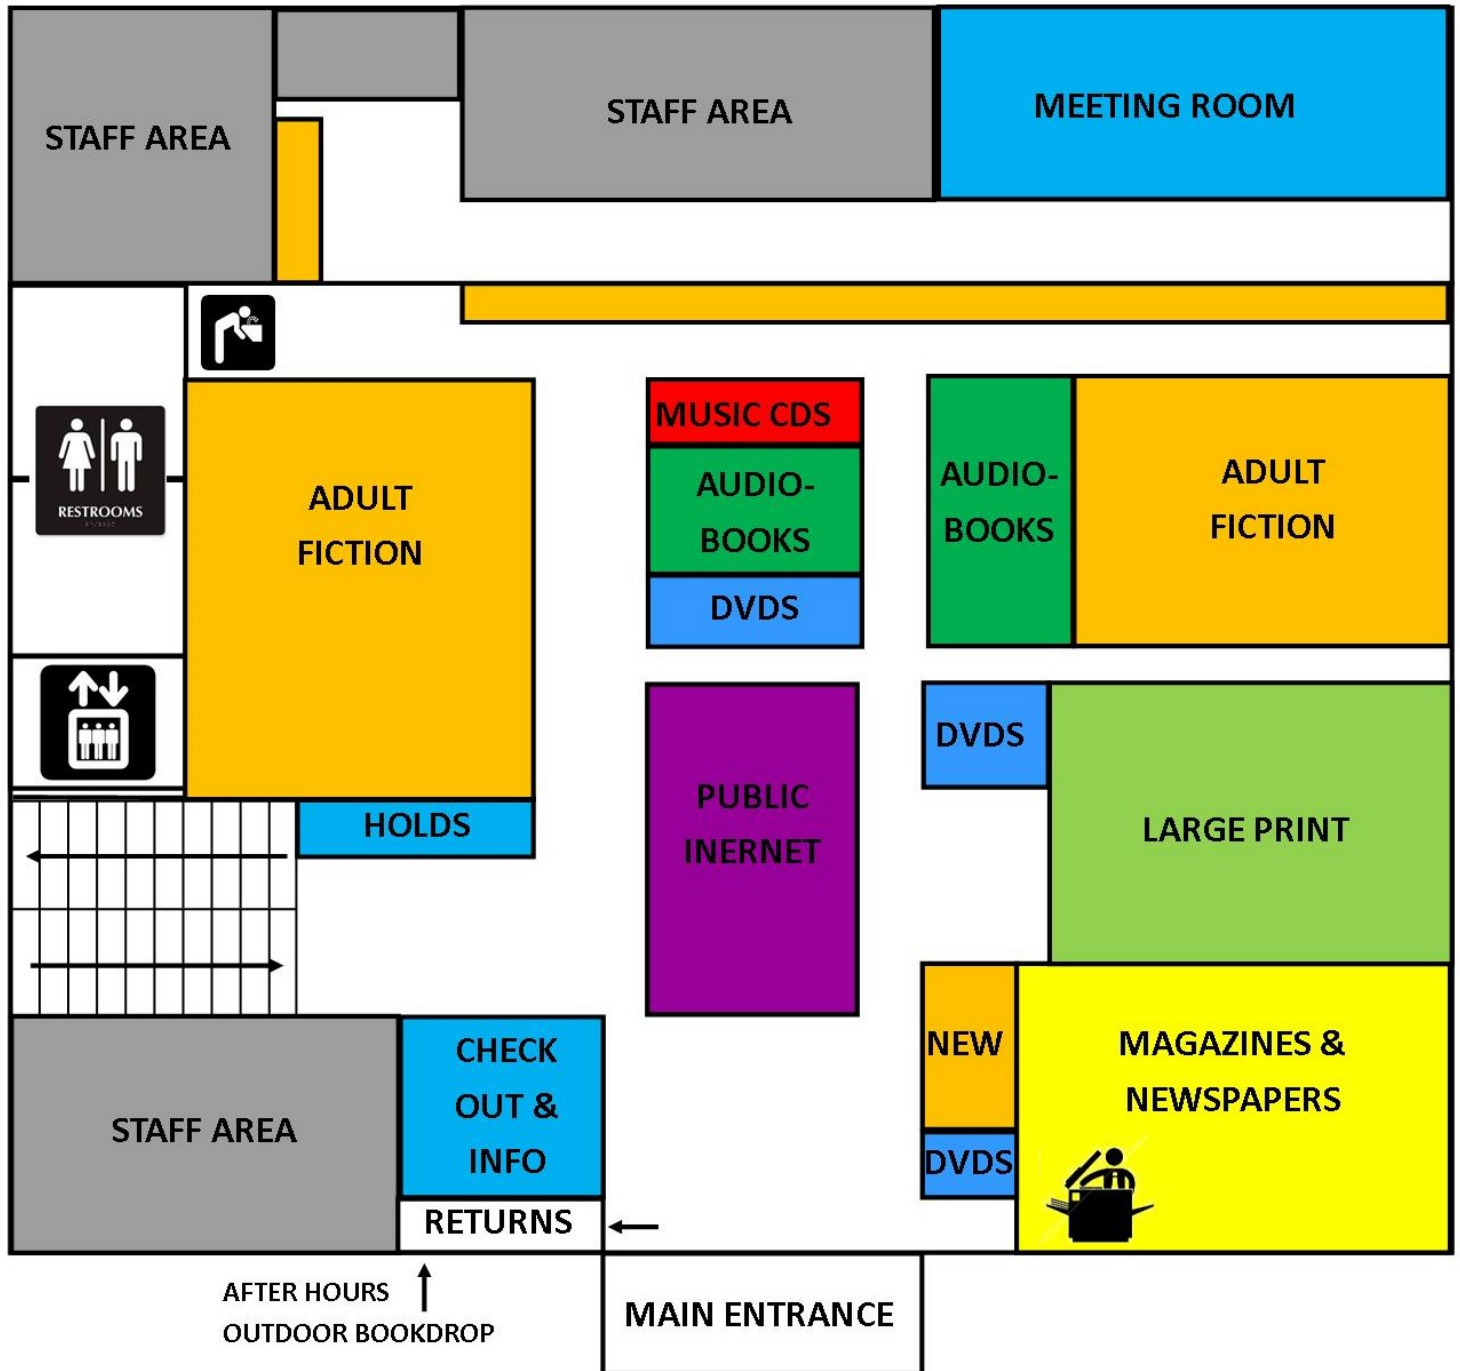 STAFF AREA
STAFF AREA
MEETING ROOM
RESTROOMS
ADULT
FICTION
MUSIC CDS
AUDIO-
BOOKS
DVDS
AUDIO-
BOOKS
ADULT
FICTION
HOLDS
PUBLIC
INERNET
DVDS
LARGE PRINT
STAFF AREA
CHECK
OUT &
INFO
RETURNS
NEW
DVDS
MAGAZINES &
NEWSPAPERS
AFTER HOURS
OUTDOOR BOOKDROP
MAIN ENTRANCE